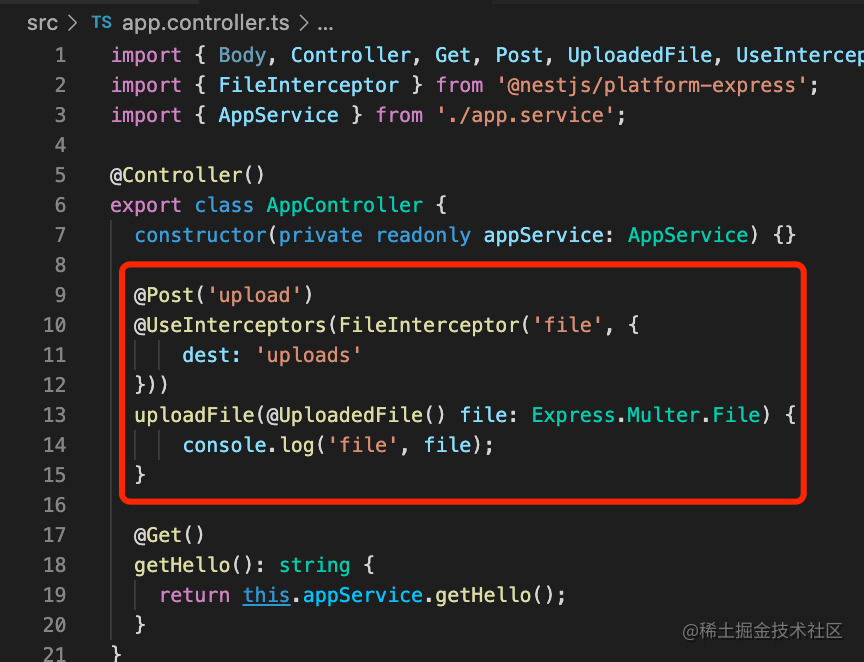 src > TS app.controller.ts > ...
1 import { Body, Controller, Get, Post, UploadedFile,
2 import { FileInterceptor } from '@nestjs/platform-express';
3 import { AppService } from './app.service';
4
5 @Controller()
6 export class AppController {
7 constructor(private readonly appService: AppService) {}
8
9 @Post('upload')
10 @UseInterceptors(FileInterceptor('file', {
11 dest: 'uploads'
12 }))
13 uploadFile(@UploadedFile() file: Express.Multer.File) {
14 console.log('file', file);
15 }
16
17 @Get()
18 getHello(): string {
19 return this.appService.getHello();
20 }
21 }
@稀土掘金技术社区